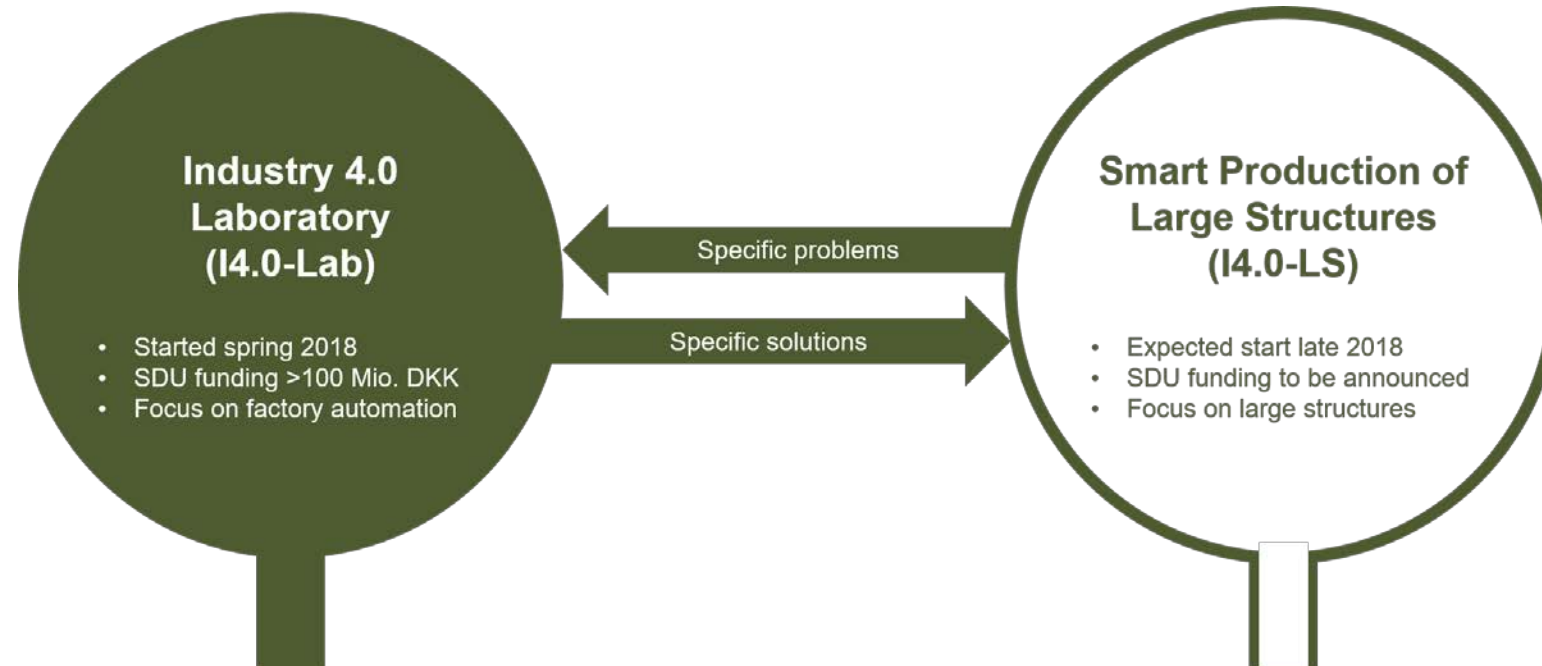 Industry 4.0
Laboratory
(I4.0-Lab)
• Started spring 2018
• SDU funding >100 Mio. DKK
• Focus on factory automation
Specific problems
Specific solutions
Smart Production of
Large Structures
(I4.0-LS)
• Expected start late 2018
• SDU funding to be announced
• Focus on large structures